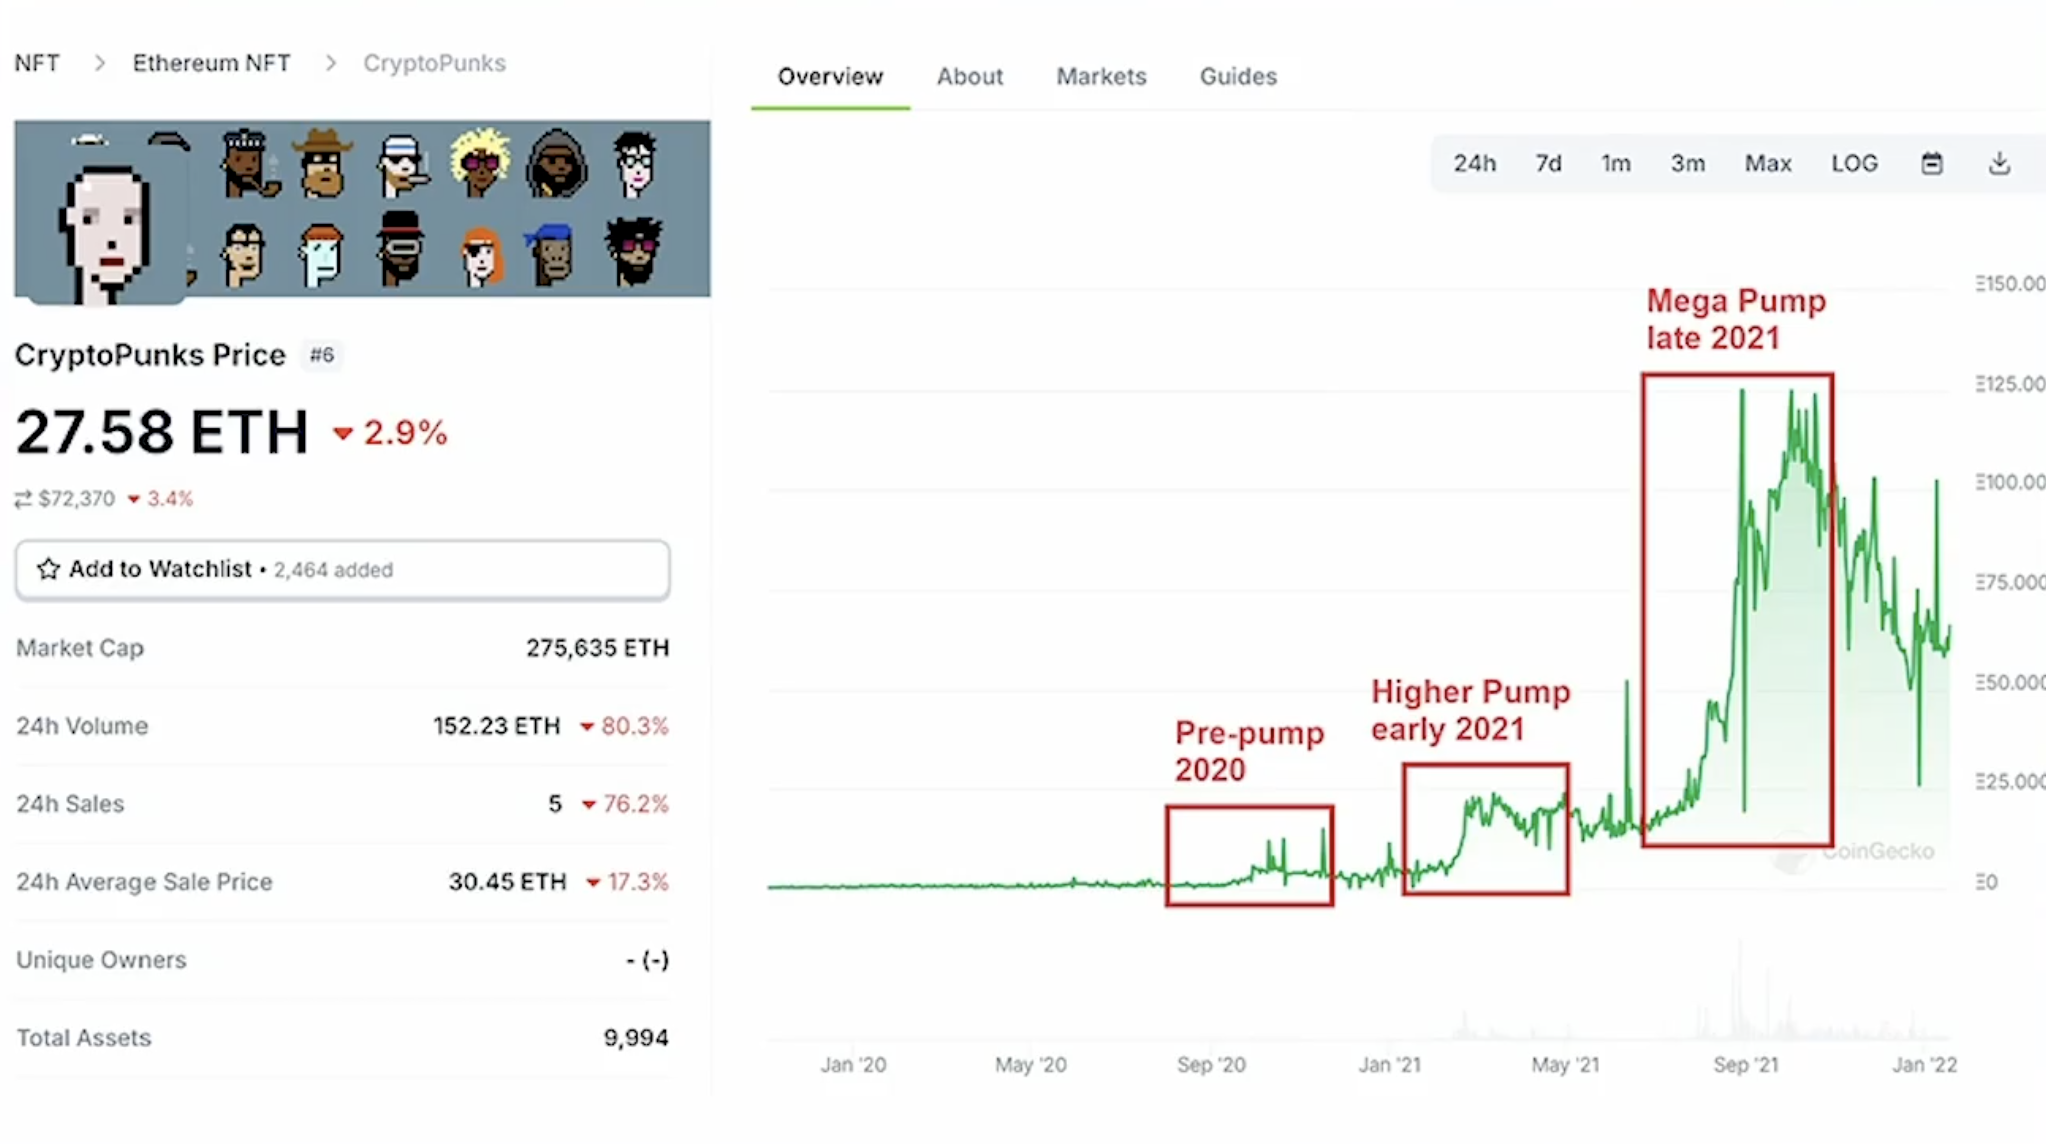 NFT > Ethereum NFT > CryptoPunks
CryptoPunks Price #6
27.58 ETH ▼ 2.9%
⇄ $72,370 ▼ 3.4%
☆ Add to Watchlist • 2,464 added
Market Cap 275,635 ETH
24h Volume 152.23 ETH ▼ 80.3%
24h Sales 5 ▼ 76.2%
24h Average Sale Price 30.45 ETH ▼ 17.3%
Unique Owners - (-)
Total Assets 9,994
Overview About Markets Guides
24h 7d 1m 3m Max LOG
Mega Pump
late 2021
Higher Pump
early 2021
Pre-pump
2020
Ξ150.00
Ξ125.00
Ξ100.00
Ξ75.000
Ξ50.000
Ξ25.000
Ξ0
CoinGecko
Jan '20 May '20 Sep '20 Jan '21 May '21 Sep '21 Jan '22